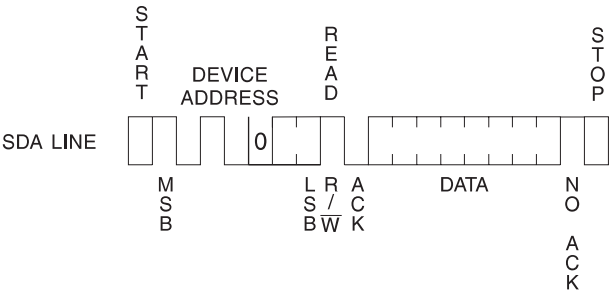 START
DEVICE
ADDRESS
READ
STOP
SDA LINE
0
MSB
LSB
R/W
ACK
DATA
NO ACK